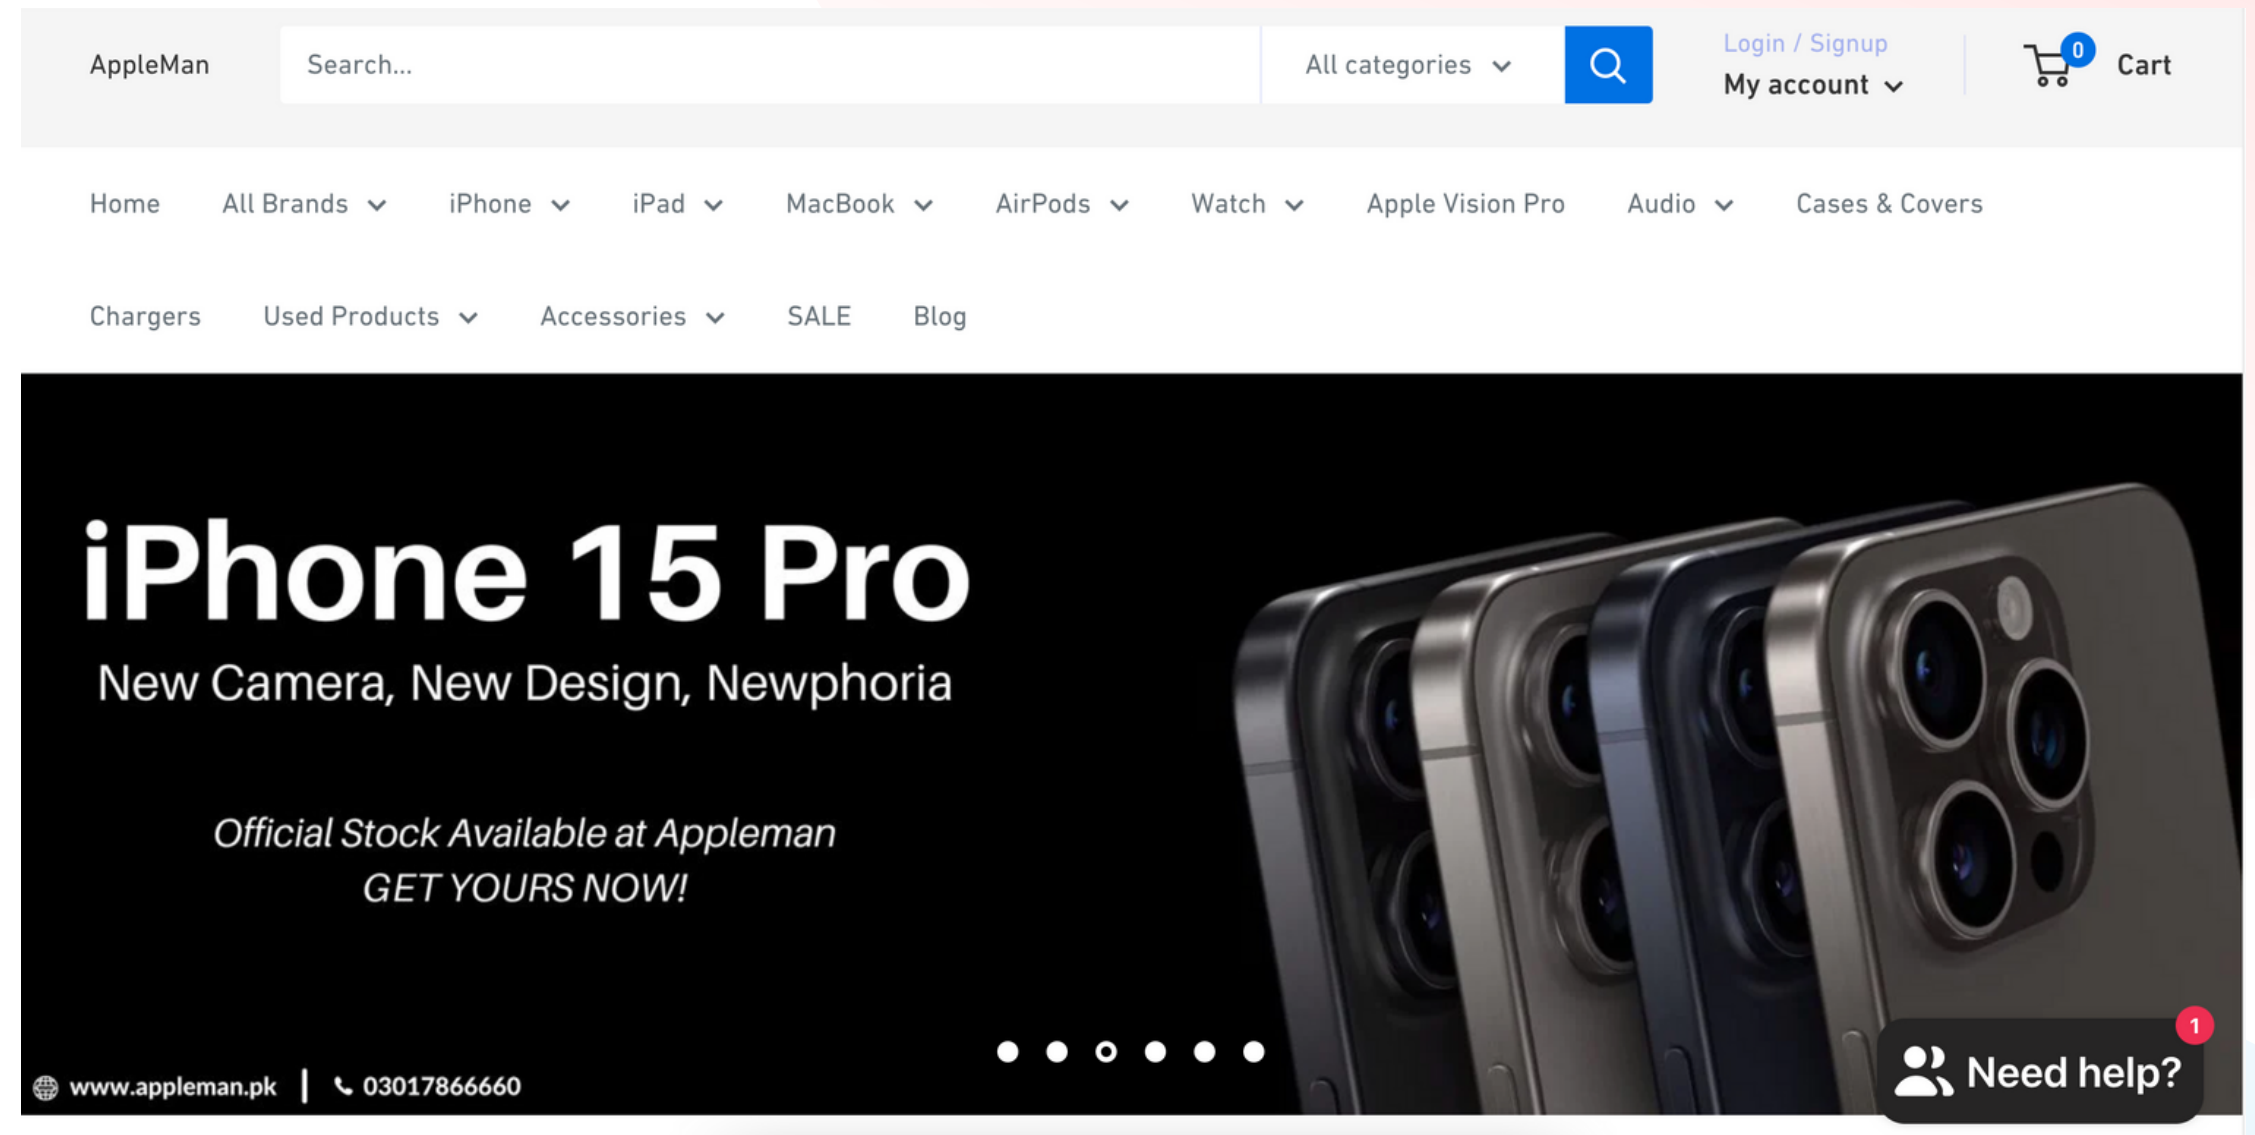 AppleMan
Search...
All categories
Login / Signup
My account
0
Cart
Home All Brands iPhone iPad MacBook AirPods Watch Apple Vision Pro Audio Cases & Covers
Chargers Used Products Accessories SALE Blog
iPhone 15 Pro
New Camera, New Design, Newphoria
Official Stock Available at Appleman
GET YOURS NOW!
www.appleman.pk | 03017866660
1
Need help?